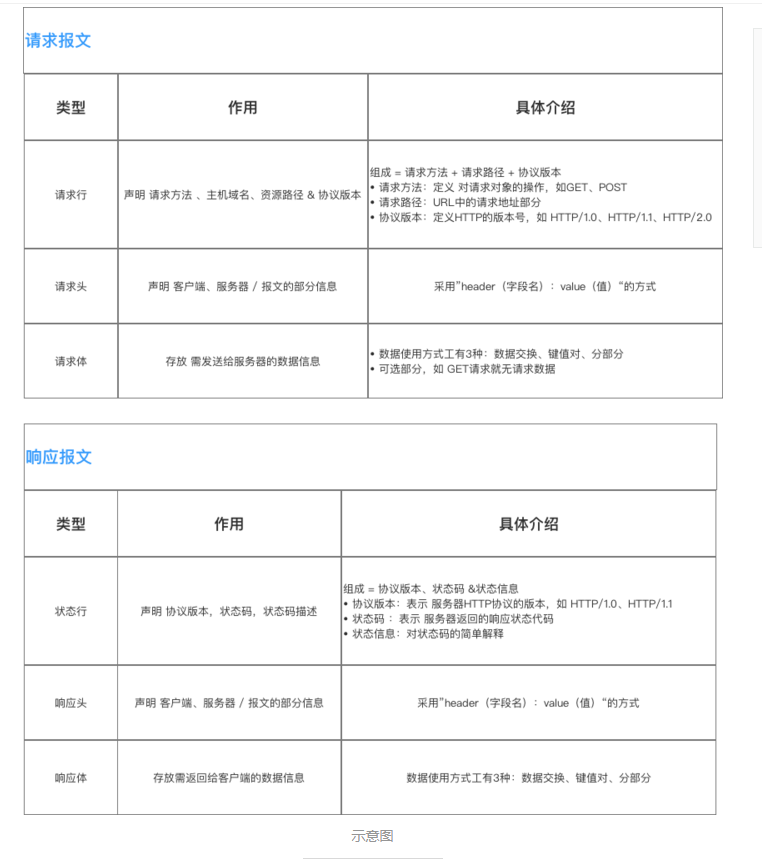 请求报文
类型 作用 具体介绍
请求行 声明 请求方法 、主机域名、资源路径 & 协议版本
组成 = 请求方法 + 请求路径 + 协议版本
• 请求方法：定义 对请求对象的操作，如GET、POST
• 请求路径：URL中的请求地址部分
• 协议版本：定义HTTP的版本号，如 HTTP/1.0、HTTP/1.1、HTTP/2.0
请求头 声明 客户端、服务器 / 报文的部分信息 采用”header（字段名）：value（值）“的方式
请求体 存放 需发送给服务器的数据信息
• 数据使用方式工有3种：数据交换、键值对、分部分
• 可选部分，如 GET请求就无请求数据
响应报文
类型 作用 具体介绍
状态行 声明 协议版本，状态码，状态码描述
组成 = 协议版本、状态码 &状态信息
• 协议版本：表示 服务器HTTP协议的版本，如 HTTP/1.0、HTTP/1.1
• 状态码 ：表示 服务器返回的响应状态代码
• 状态信息：对状态码的简单解释
响应头 声明 客户端、服务器 / 报文的部分信息 采用”header（字段名）：value（值）“的方式
响应体 存放需返回给客户端的数据信息 数据使用方式工有3种：数据交换、键值对、分部分
示意图